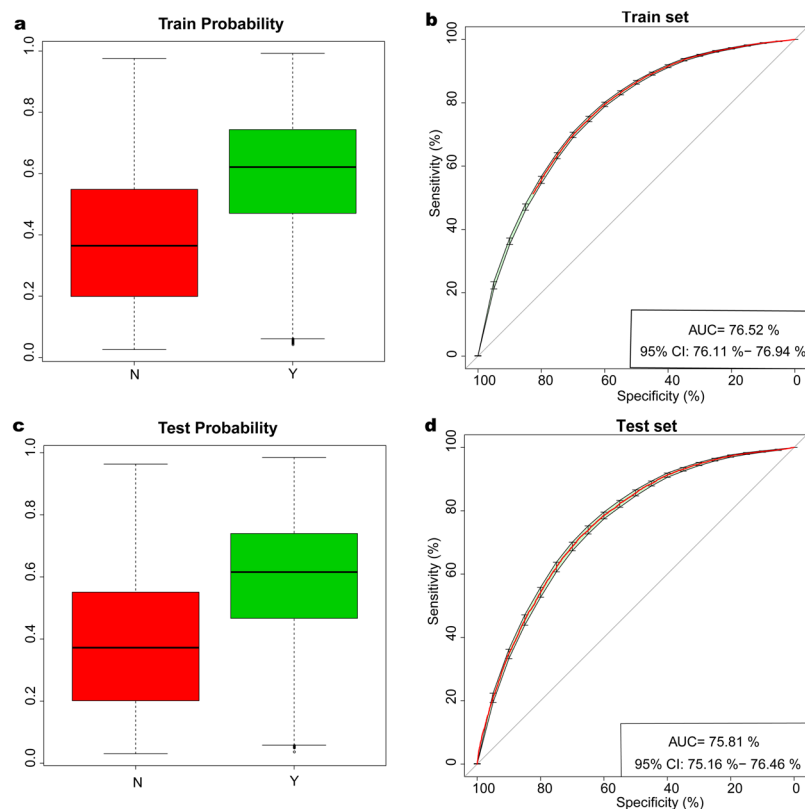 a
Train Probability
1.0
0.8
0.6
0.4
0.2
0.0
N
Y
b
Train set
Sensitivity (%)
100
80
60
40
20
0
AUC= 76.52 %
95% CI: 76.11 %− 76.94 %
100
80
60
40
20
0
Specificity (%)
c
Test Probability
1.0
0.8
0.6
0.4
0.2
0.0
N
Y
d
Test set
Sensitivity (%)
100
80
60
40
20
0
AUC= 75.81 %
95% CI: 75.16 %− 76.46 %
100
80
60
40
20
0
Specificity (%)